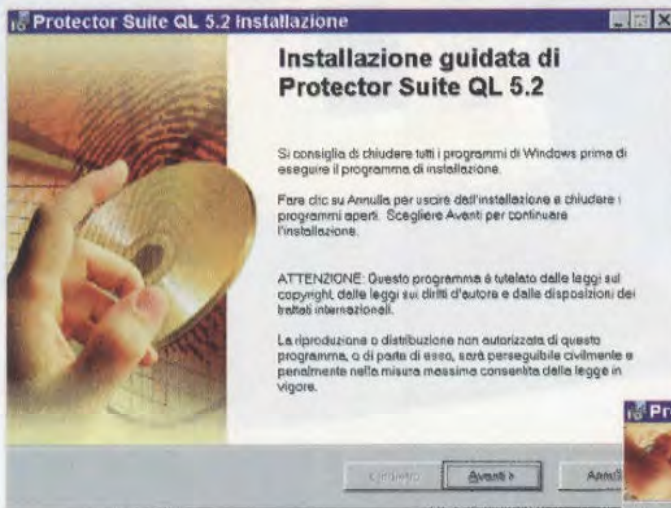 Protector Suite QL 5.2 Installazione
Installazione guidata di
Protector Suite QL 5.2
Si consiglia di chiudere tutti i programmi di Windows prima di
eseguire il programma di installazione.
Fare clic su Annulla per uscire dall'installazione e chiudere i
programmi aperti. Scegliere Avanti per continuare
l'installazione.
ATTENZIONE: Questo programma è tutelato dalle leggi sul
copyright, dalle leggi sui diritti d'autore e dalle disposizioni dei
trattati internazionali.
La riproduzione o distribuzione non autorizzata di questo
programma, o di parte di esso, sarà perseguibile civilmente e
penalmente nella misura massima consentita dalla legge in
vigore.
< Indietro
Avanti >
Annul
Pr